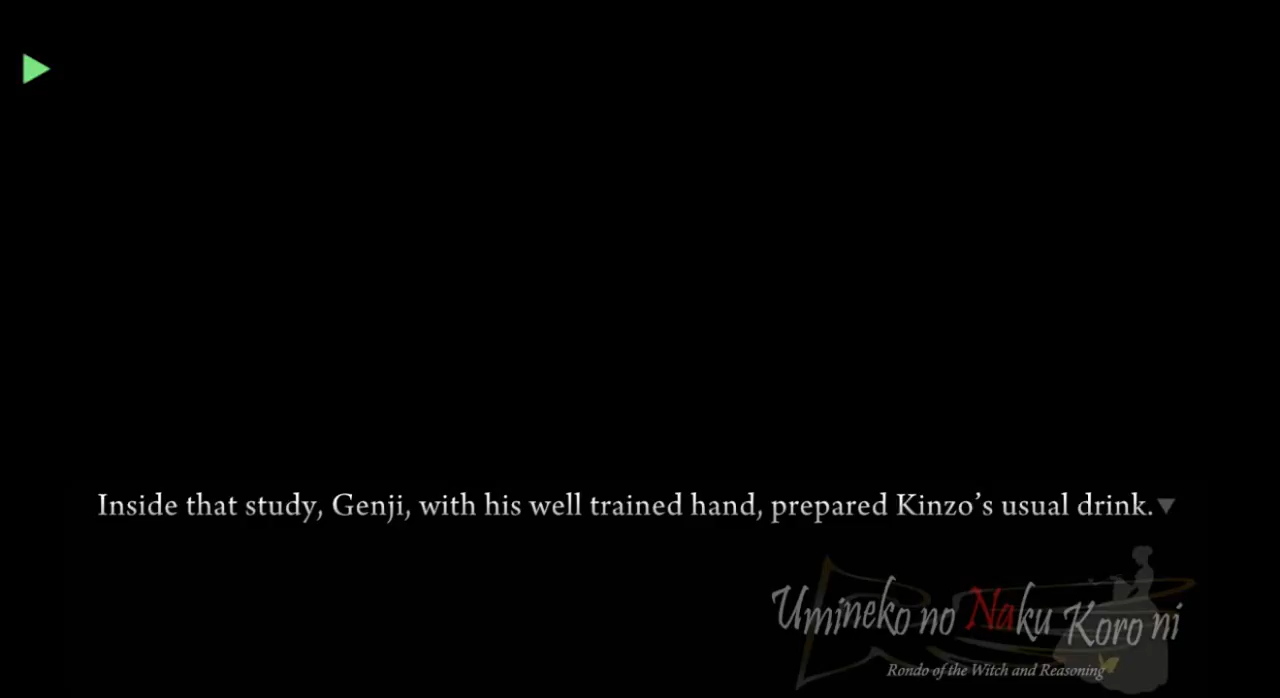 Inside that study, Genji, with his well trained hand, prepared Kinzo’s usual drink.
Umineko no Naku Koro ni
Rondo of the Witch and Reasoning